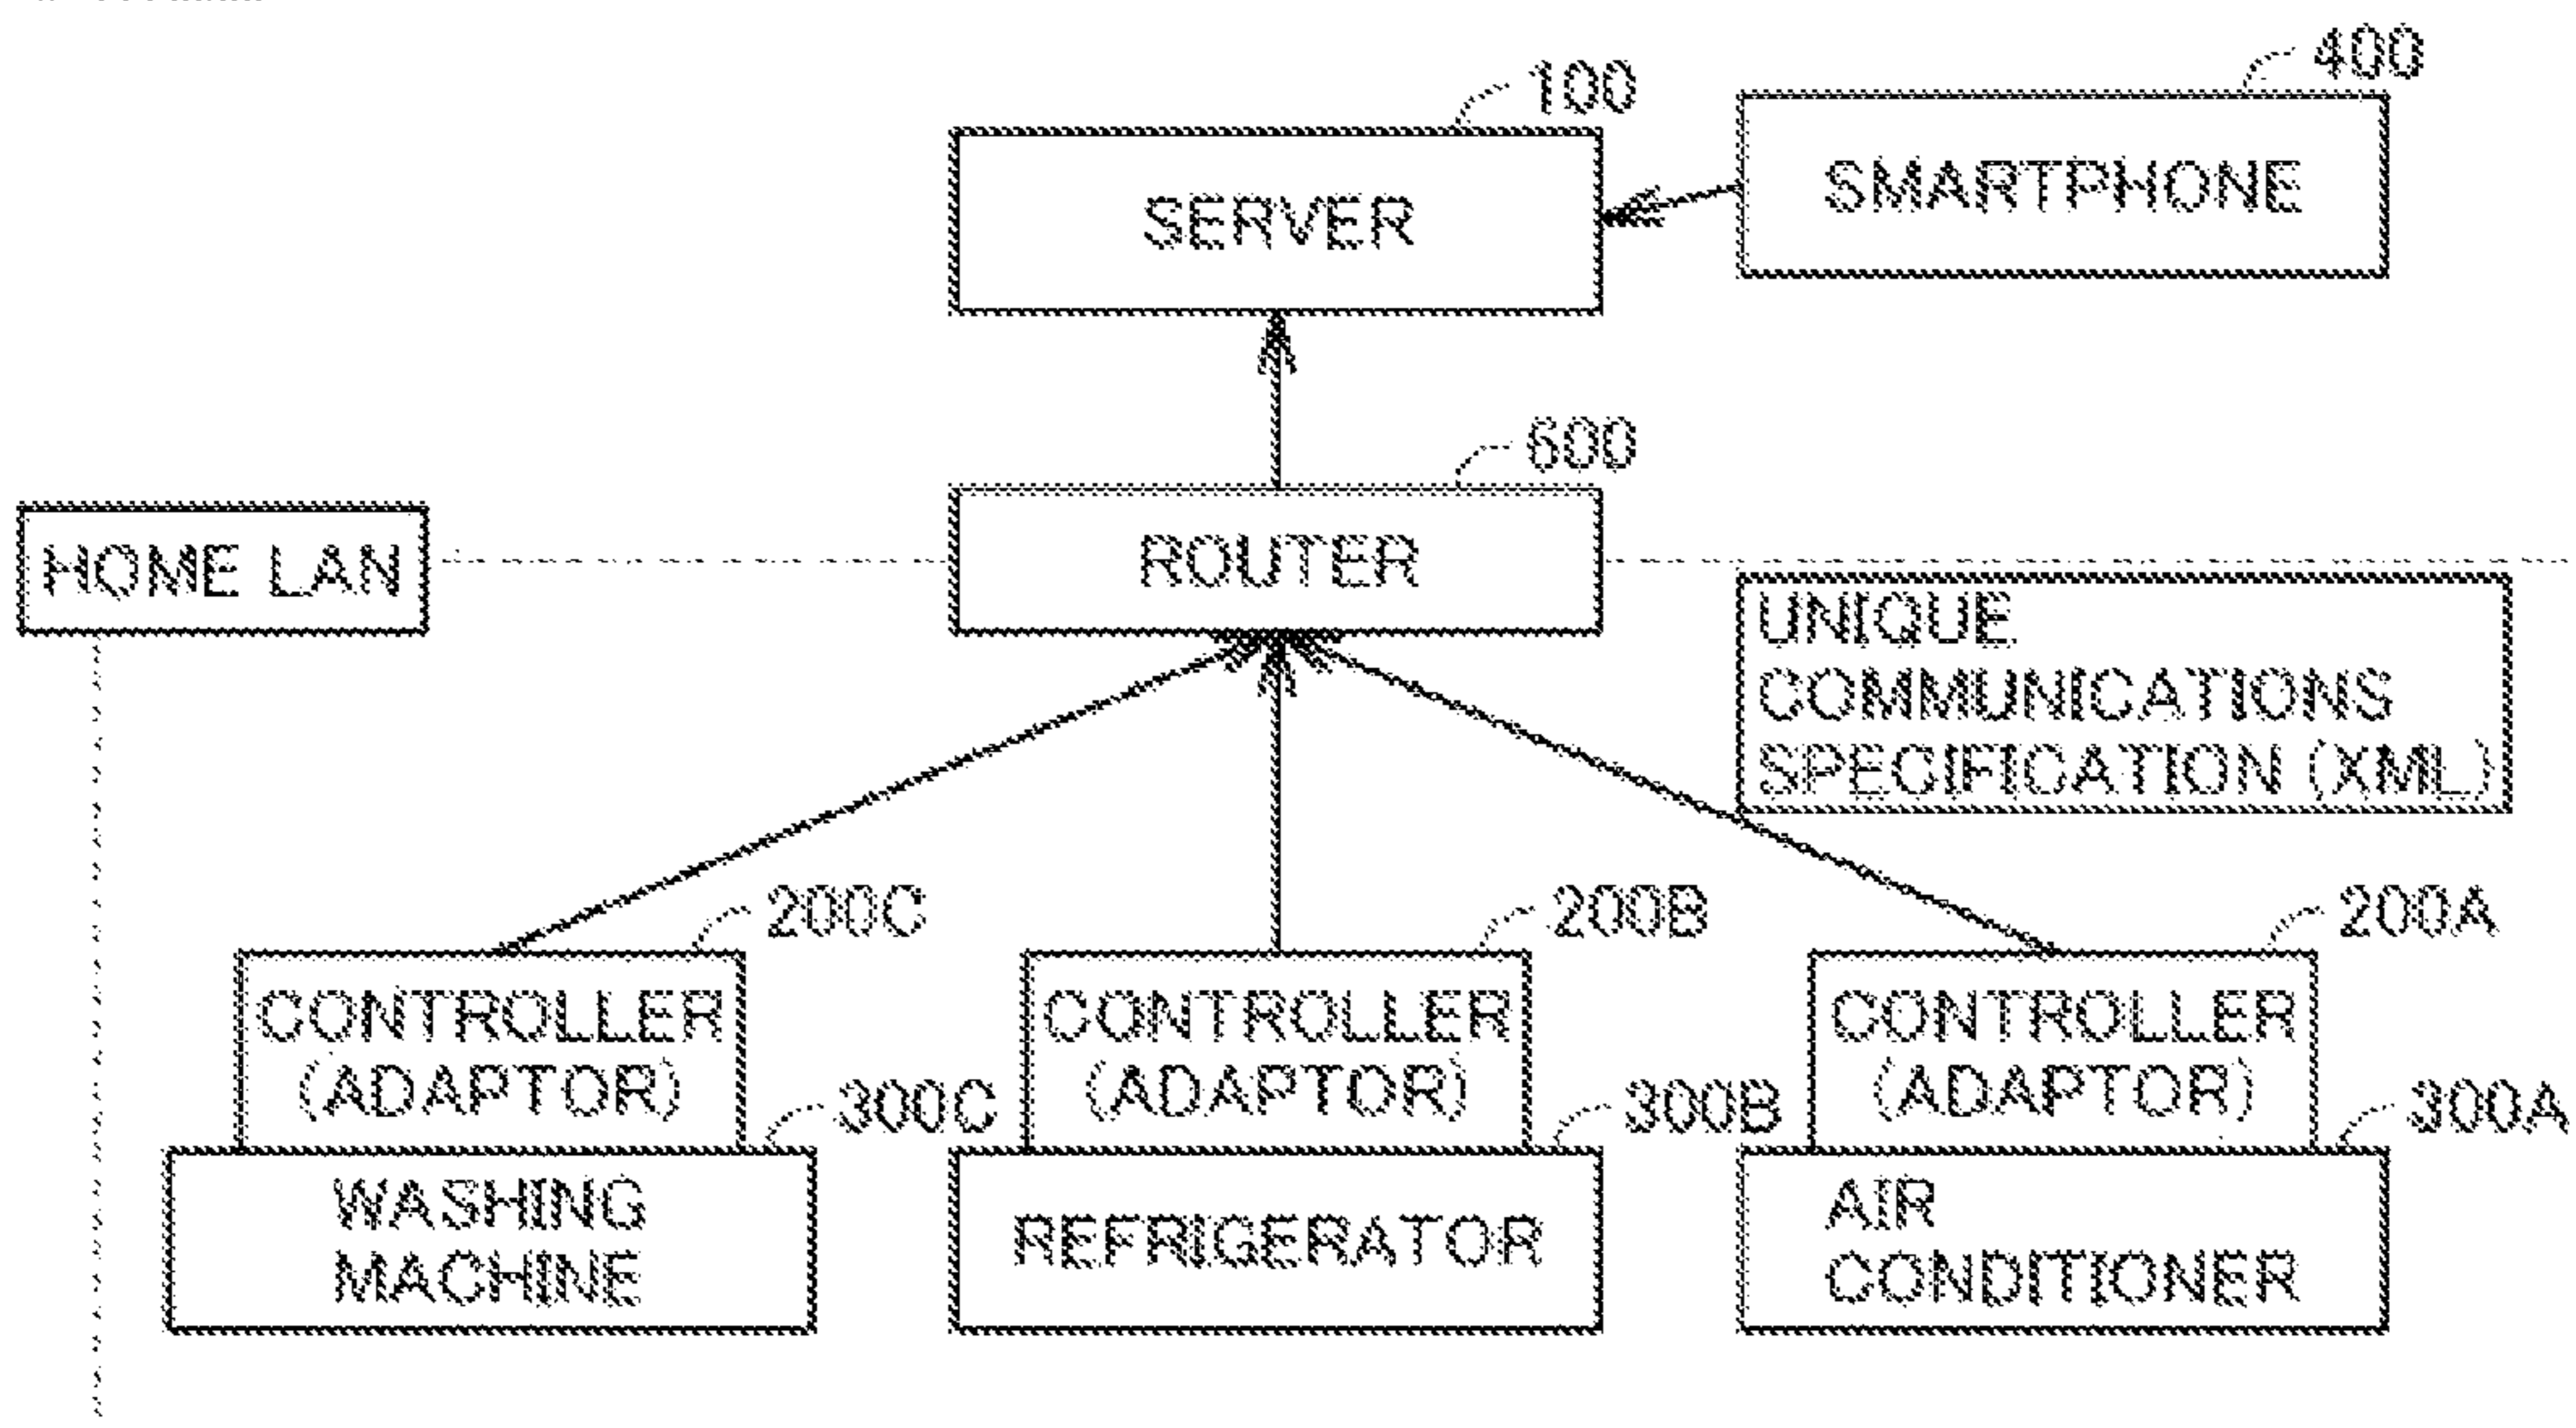 400
100
SMARTPHONE
SERVER
600
HOME LAN
ROUTER
UNIQUE
COMMUNICATIONS
SPECIFICATION (XML)
200C
200B
200A
CONTROLLER
(ADAPTOR)
CONTROLLER
(ADAPTOR)
CONTROLLER
(ADAPTOR)
300C
300B
300A
WASHING
MACHINE
REFRIGERATOR
AIR
CONDITIONER